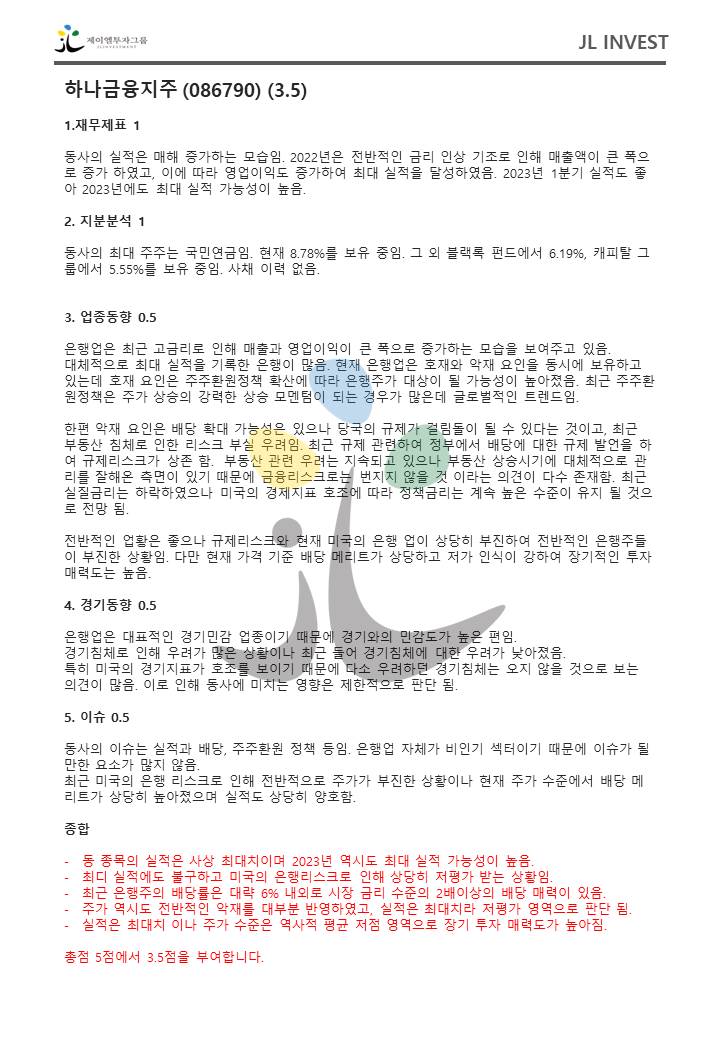 제이엘투자그룹
JL INVESTMENT
JL INVEST
하나금융지주 (086790) (3.5)
1.재무제표 1
동사의 실적은 매해 증가하는 모습임. 2022년은 전반적인 금리 인상 기조로 인해 매출액이 큰 폭으
로 증가 하였고, 이에 따라 영업이익도 증가하여 최대 실적을 달성하였음. 2023년 1분기 실적도 좋
아 2023년에도 최대 실적 가능성이 높음.
2. 지분분석 1
동사의 최대 주주는 국민연금임. 현재 8.78%를 보유 중임. 그 외 블랙록 펀드에서 6.19%, 캐피탈 그
룹에서 5.55%를 보유 중임. 사채 이력 없음.
3. 업종동향 0.5
은행업은 최근 고금리로 인해 매출과 영업이익이 큰 폭으로 증가하는 모습을 보여주고 있음.
대체적으로 최대 실적을 기록한 은행이 많음. 현재 은행업은 호재와 악재 요인을 동시에 보유하고
있는데 호재 요인은 주주환원정책 확산에 따라 은행주가 대상이 될 가능성이 높아졌음. 최근 주주환
원정책은 주가 상승의 강력한 상승 모멘텀이 되는 경우가 많은데 글로벌적인 트렌드임.
한편 악재 요인은 배당 확대 가능성은 있으나 당국의 규제가 걸림돌이 될 수 있다는 것이고, 최근
부동산 침체로 인한 리스크 부실 우려임. 최근 규제 관련하여 정부에서 배당에 대한 규제 발언을 하
여 규제리스크가 상존 함. 부동산 관련 우려는 지속되고 있으나 부동산 상승시기에 대체적으로 관
리를 잘해온 측면이 있기 때문에 금융리스크로는 번지지 않을 것 이라는 의견이 다수 존재함. 최근
실질금리는 하락하였으나 미국의 경제지표 호조에 따라 정책금리는 계속 높은 수준이 유지 될 것으
로 전망 됨.
전반적인 업황은 좋으나 규제리스크와 현재 미국의 은행 업이 상당히 부진하여 전반적인 은행주들
이 부진한 상황임. 다만 현재 가격 기준 배당 메리트가 상당하고 저가 인식이 강하여 장기적인 투자
매력도는 높음.
4. 경기동향 0.5
은행업은 대표적인 경기민감 업종이기 때문에 경기와의 민감도가 높은 편임.
경기침체로 인해 우려가 많은 상황이나 최근 들어 경기침체에 대한 우려가 낮아졌음.
특히 미국의 경기지표가 호조를 보이기 때문에 다소 우려하던 경기침체는 오지 않을 것으로 보는
의견이 많음. 이로 인해 동사에 미치는 영향은 제한적으로 판단 됨.
5. 이슈 0.5
동사의 이슈는 실적과 배당, 주주환원 정책 등임. 은행업 자체가 비인기 섹터이기 때문에 이슈가 될
만한 요소가 많지 않음.
최근 미국의 은행 리스크로 인해 전반적으로 주가가 부진한 상황이나 현재 주가 수준에서 배당 메
리트가 상당히 높아졌으며 실적도 상당히 양호함.
종합
- 동 종목의 실적은 사상 최대치이며 2023년 역시도 최대 실적 가능성이 높음.
- 최디 실적에도 불구하고 미국의 은행리스크로 인해 상당히 저평가 받는 상황임.
- 최근 은행주의 배당률은 대략 6% 내외로 시장 금리 수준의 2배이상의 배당 매력이 있음.
- 주가 역시도 전반적인 악재를 대부분 반영하였고, 실적은 최대치라 저평가 영역으로 판단 됨.
- 실적은 최대치 이나 주가 수준은 역사적 평균 저점 영역으로 장기 투자 매력도가 높아짐.
총점 5점에서 3.5점을 부여합니다.